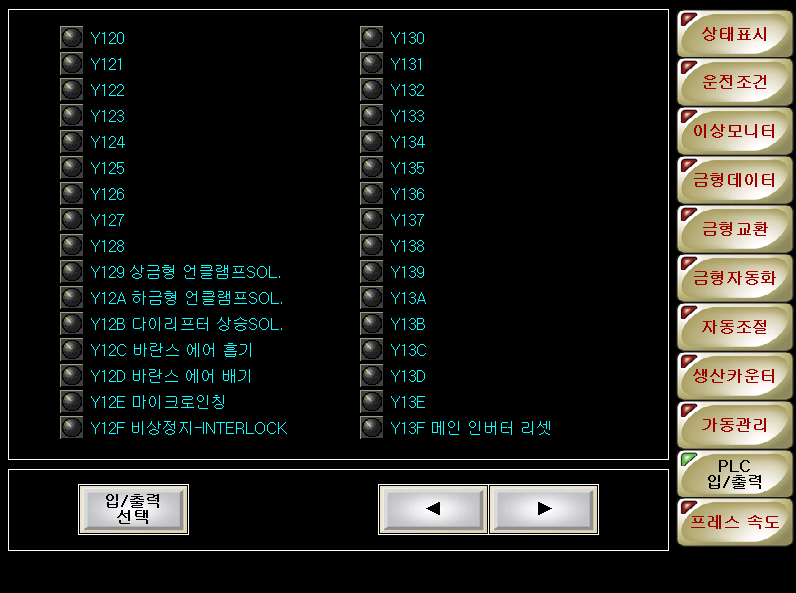 Y120
Y121
Y122
Y123
Y124
Y125
Y126
Y127
Y128
Y129 상금형 언클램프SOL.
Y12A 하금형 언클램프SOL.
Y12B 다이리프터 상승SOL.
Y12C 바란스 에어 흡기
Y12D 바란스 에어 배기
Y12E 마이크로인칭
Y12F 비상정지-INTERLOCK
Y130
Y131
Y132
Y133
Y134
Y135
Y136
Y137
Y138
Y139
Y13A
Y13B
Y13C
Y13D
Y13E
Y13F 메인 인버터 리셋
입/출력
선택
상태표시
운전조건
이상모니터
금형데이터
금형교환
금형자동화
자동조절
생산카운터
가동관리
PLC
입/출력
프레스 속도